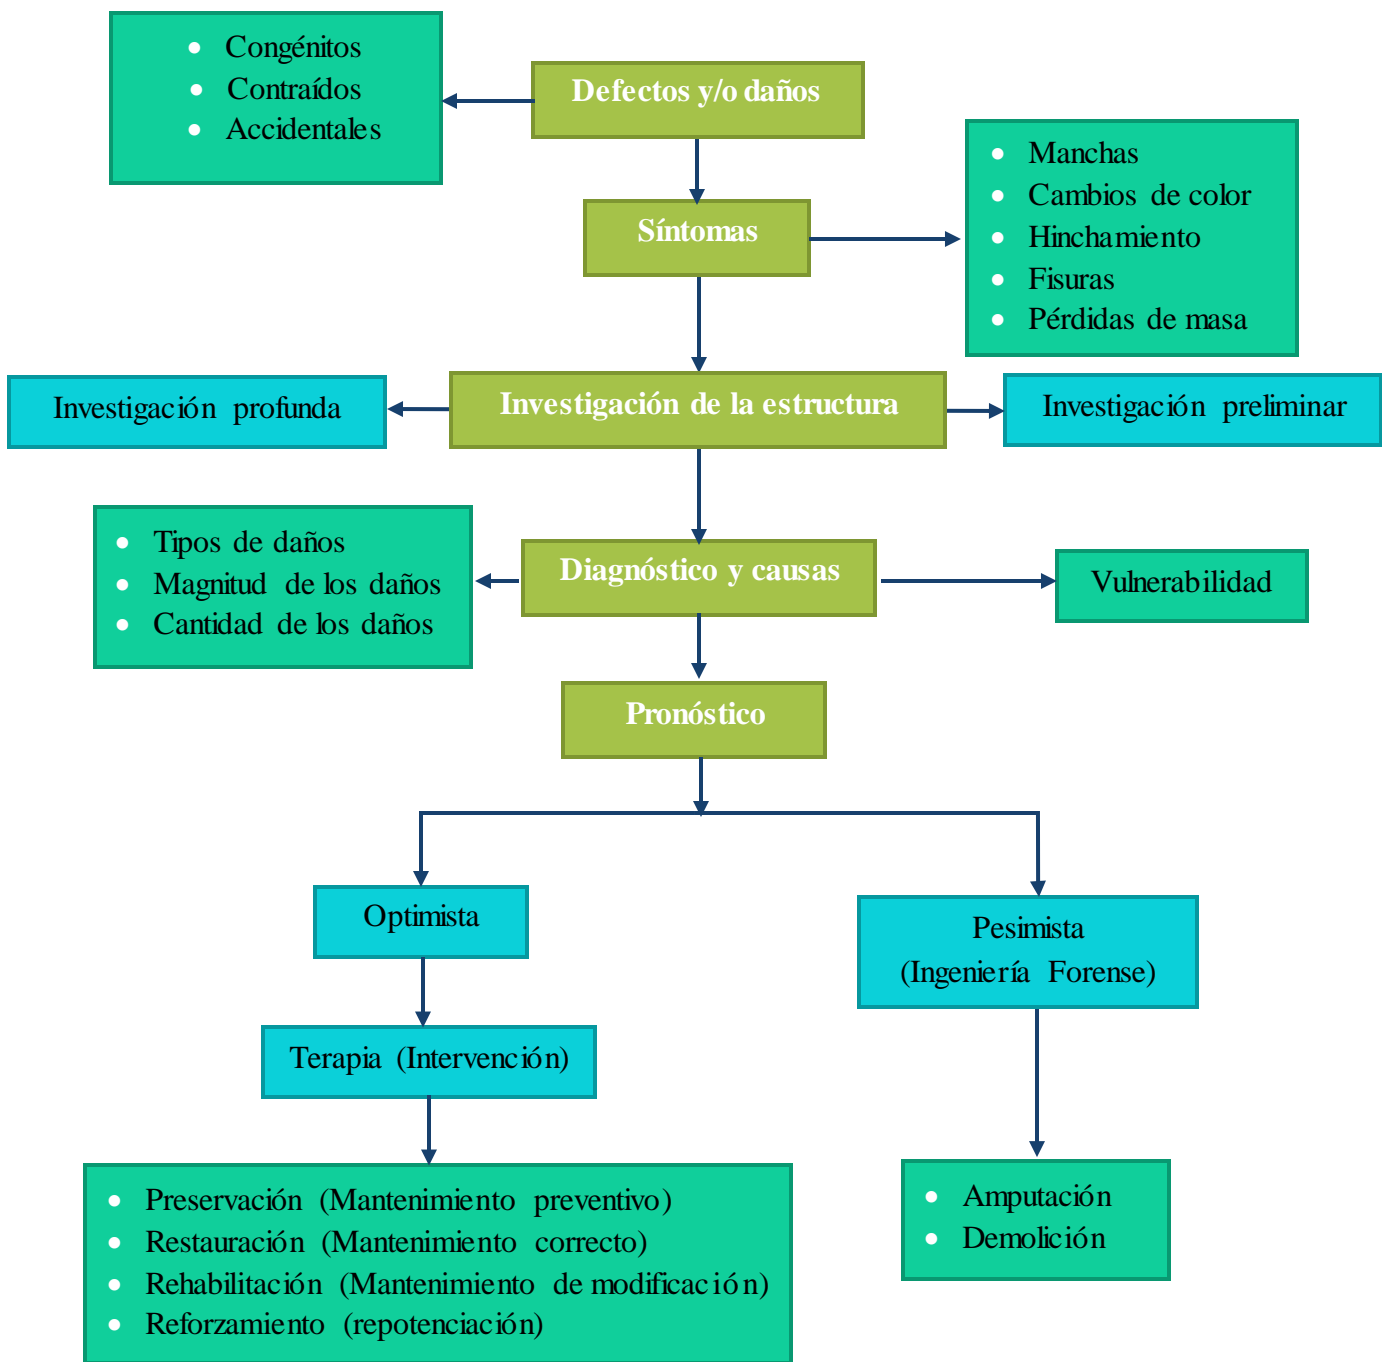 Congénitos
Contraídos
Accidentales
Defectos y/o daños
Síntomas
Manchas
Cambios de color
Hinchamiento
Fisuras
Pérdidas de masa
Investigación profunda
Investigación de la estructura
Investigación preliminar
Tipos de daños
Magnitud de los daños
Cantidad de los daños
Diagnóstico y causas
Vulnerabilidad
Pronóstico
Optimista
Pesimista
(Ingeniería Forense)
Terapia (Intervención)
Preservación (Mantenimiento preventivo)
Restauración (Mantenimiento correcto)
Rehabilitación (Mantenimiento de modificación)
Reforzamiento (repotenciación)
Amputación
Demolición